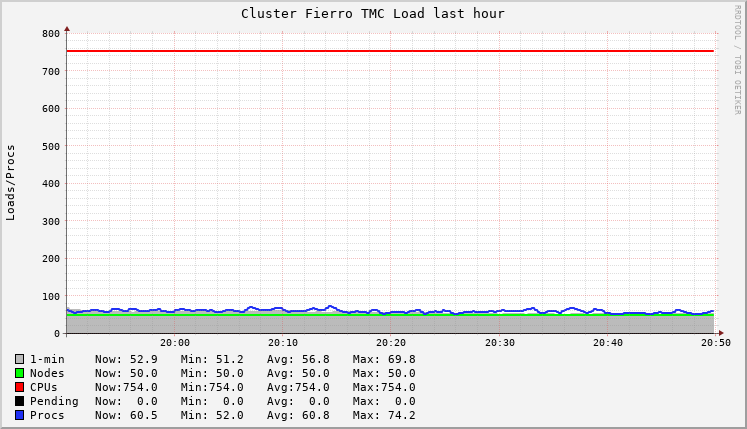 Cluster Fierro TMC Load last hour
RRDTOOL / TOBI OETIKER
Loads/Procs
800
700
600
500
400
300
200
100
0
20:00 20:10 20:20 20:30 20:40 20:50
1-min Now: 52.9 Min: 51.2 Avg: 56.8 Max: 69.8
Nodes Now: 50.0 Min: 50.0 Avg: 50.0 Max: 50.0
CPUs Now:754.0 Min:754.0 Avg:754.0 Max:754.0
Pending Now: 0.0 Min: 0.0 Avg: 0.0 Max: 0.0
Procs Now: 60.5 Min: 52.0 Avg: 60.8 Max: 74.2